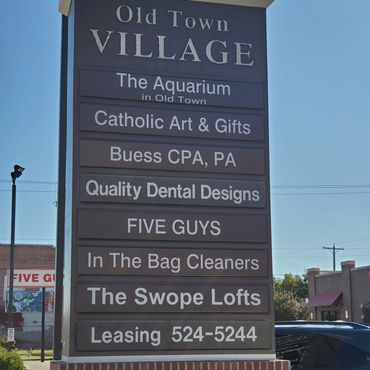 Old Town
VILLAGE
The Aquarium
in Old Town
Catholic Art & Gifts
Buess CPA, PA
Quality Dental Designs
FIVE GUYS
In The Bag Cleaners
The Swope Lofts
Leasing 524-5244
FIVE GU